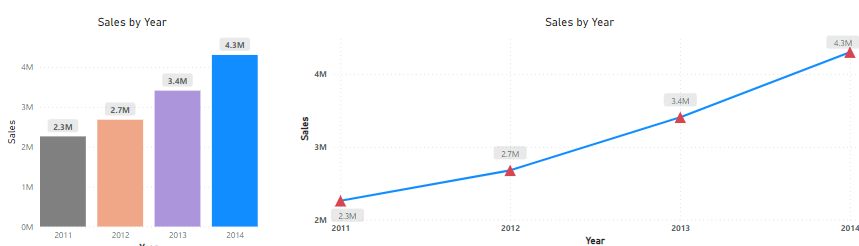 Sales by Year
4.3M
3.4M
2.7M
2.3M
4M
3M
2M
1M
0M
Sales
2011 2012 2013 2014
Year
Sales by Year
4.3M
3.4M
2.7M
2.3M
4M
3M
2M
Sales
2011 2012 2013 2014
Year